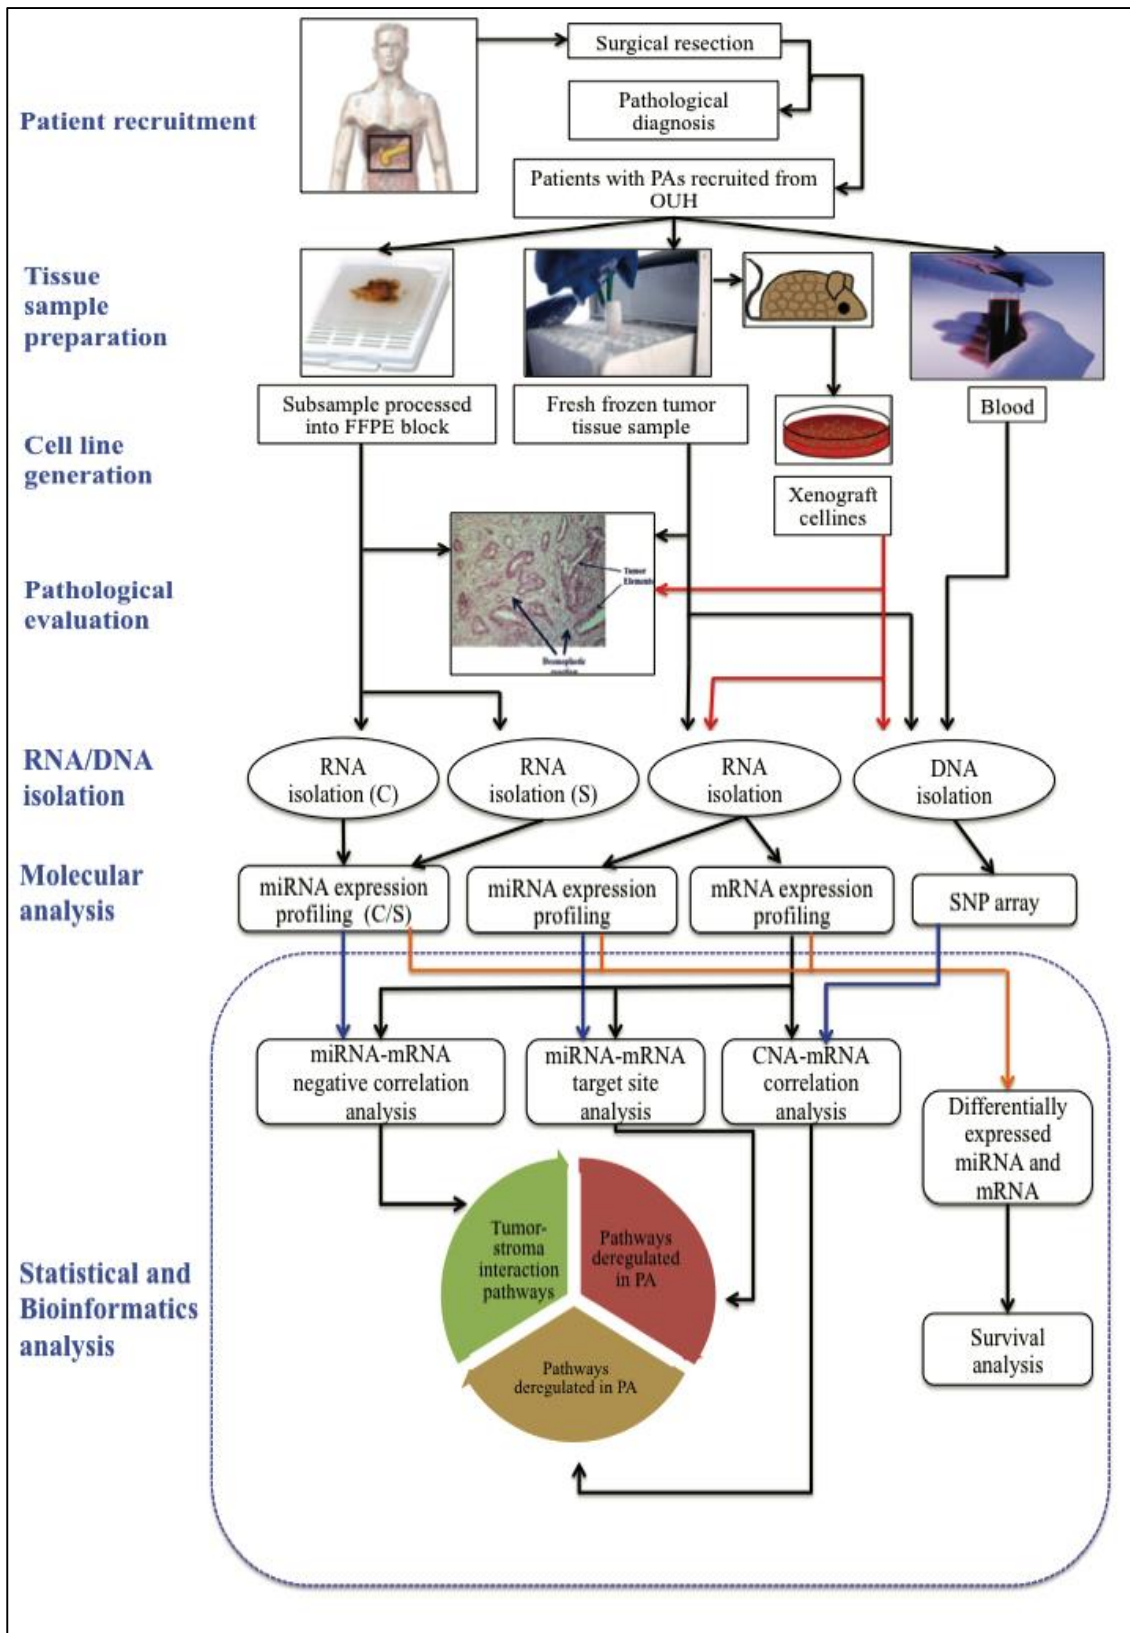 Surgical resection
Patient recruitment
Pathological
diagnosis
Patients with PAs recruited from
OUH
Tissue
sample
preparation
Subsample processed
into FFPE block
Fresh frozen tumor
tissue sample
Blood
Cell line
generation
Xenograft
cellines
Pathological
evaluation
Tumor
Elements
Desmoplastic
reaction
RNA/DNA
isolation
RNA
isolation (C)
RNA
isolation (S)
RNA
isolation
DNA
isolation
Molecular
analysis
miRNA expression
profiling (C/S)
miRNA expression
profiling
mRNA expression
profiling
SNP array
miRNA-mRNA
negative correlation
analysis
miRNA-mRNA
target site
analysis
CNA-mRNA
correlation
analysis
Differentially
expressed
miRNA and
mRNA
Statistical and
Bioinformatics
analysis
Tumor-
stroma
interaction
pathways
Pathways
deregulated
in PA
Pathways
deregulated in PA
Survival
analysis